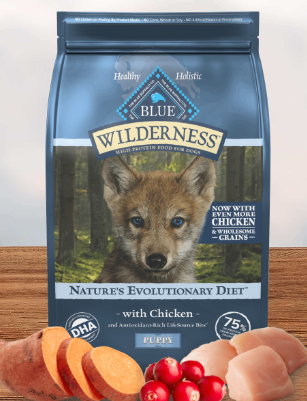 Healthy Holistic
BLUE
WILDERNESS
HIGH-PROTEIN FOOD FOR DOGS
NOW WITH
EVEN MORE
CHICKEN
& WHOLESOME
GRAINS
NATURE'S EVOLUTIONARY DIET™
with Chicken
and Antioxidant-Rich LifeSource Bits
PUPPY
DHA
75%